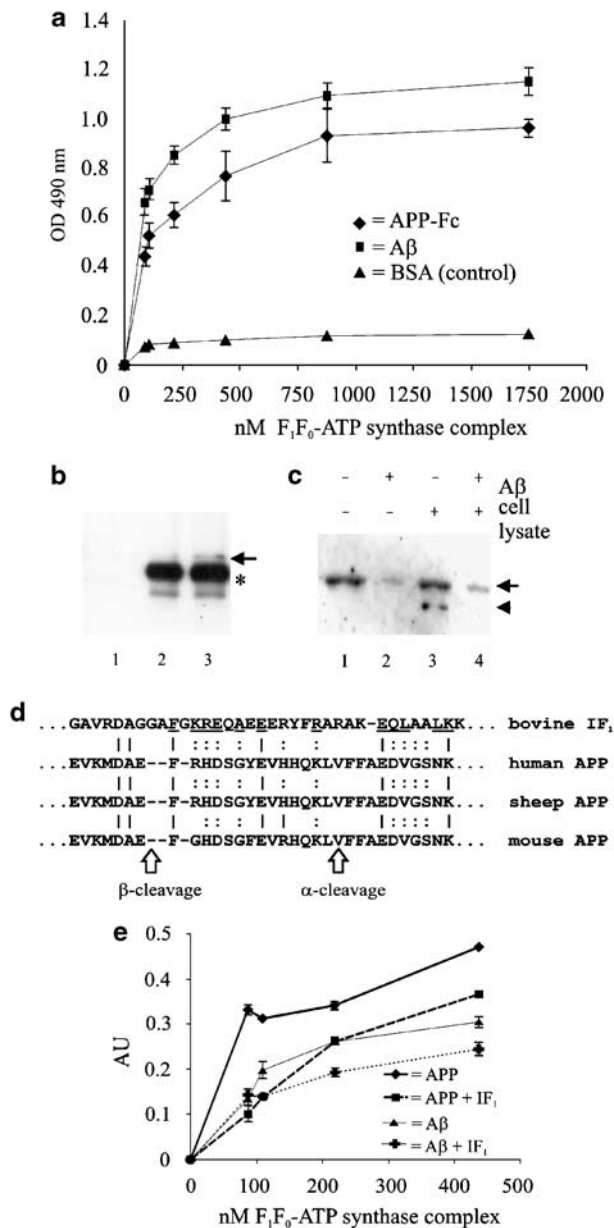 a
1.4
1.2
1.0
0.8
0.6
0.4
0.2
0
OD 490 nm
◆ = APP-Fc
■ = Aβ
▲ = BSA (control)
0 250 500 750 1000 1250 1500 1750 2000
nM F₁F₀-ATP synthase complex
b
*
1 2 3
c
– + – + Aβ
– – + + cell lysate
1 2 3 4
d
...GAVRDAGGAFGKREQAEEERYFRARAK-EQLAALKK... bovine IF₁
...EVKMDAE--F-RHDSGYEVHHQKLVFFAEDVGSNK... human APP
...EVKMDAE--F-RHDSGYEVHHQKLVFFAEDVGSNK... sheep APP
...EVKMDAE--F-GHDSGFEVRHQKLVFFAEDVGSNK... mouse APP
β-cleavage α-cleavage
e
0.5
0.4
0.3
0.2
0.1
0
AU
◆ = APP
■ = APP + IF₁
▲ = Aβ
✚ = Aβ + IF₁
0 100 200 300 400 500
nM F₁F₀-ATP synthase complex